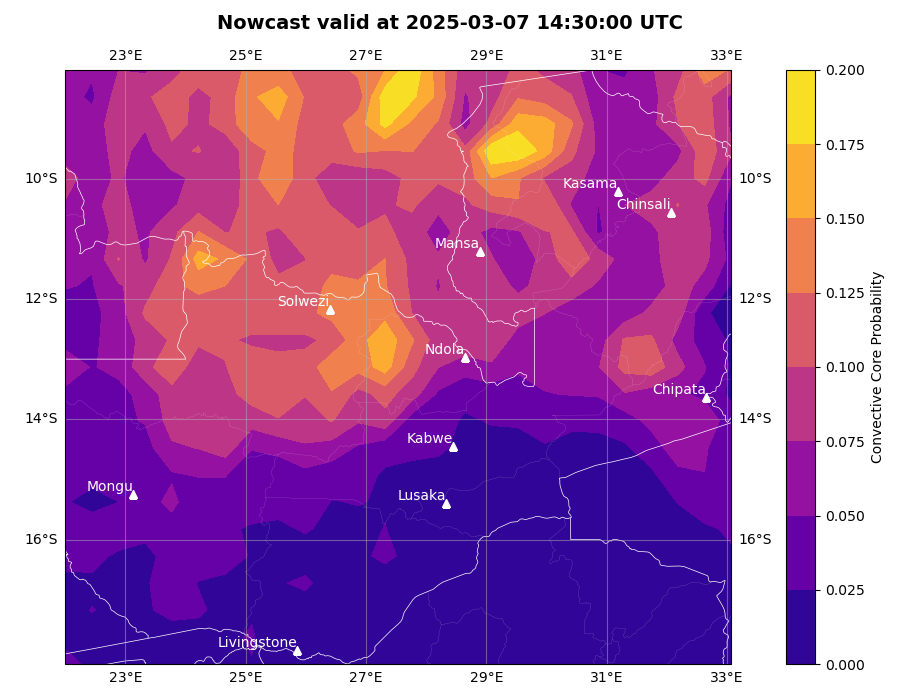 Nowcast valid at 2025-03-07 14:30:00 UTC
23°E 25°E 27°E 29°E 31°E 33°E
0.200
0.175
10°S 10°S
Kasama
Chinsali
0.150
Mansa
12°S 12°S
Solwezi
0.125
Ndola
0.100
Chipata
14°S 14°S
Kabwe
0.075
Mongu
Lusaka
0.050
16°S 16°S
0.025
Livingstone
0.000
23°E 25°E 27°E 29°E 31°E 33°E
Convective Core Probability